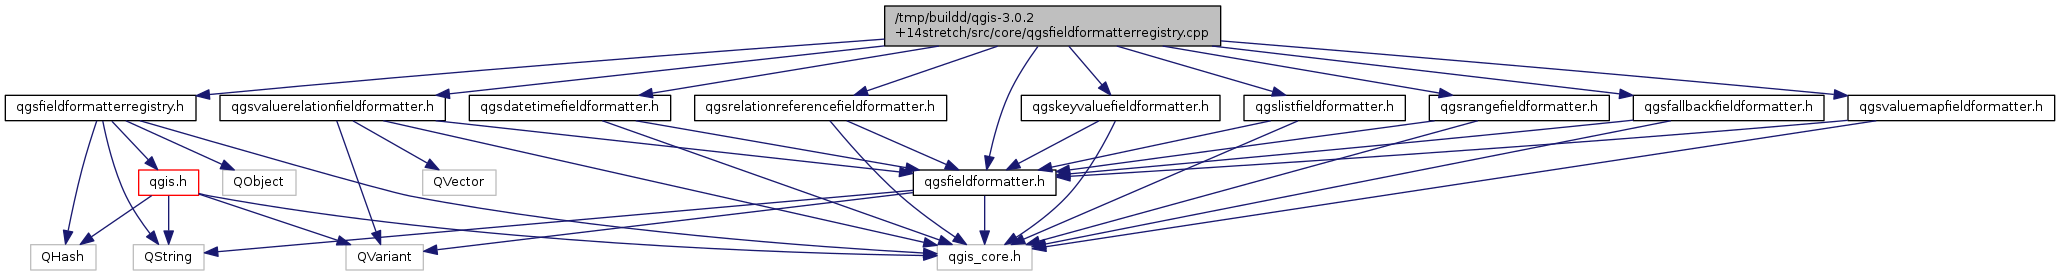 /tmp/buildd/qgis-3.0.2
+14stretch/src/core/qgsfieldformatterregistry.cpp
qgsfieldformatterregistry.h
qgsvaluerelationfieldformatter.h
qgsdatetimefieldformatter.h
qgsrelationreferencefieldformatter.h
qgskeyvaluefieldformatter.h
qgslistfieldformatter.h
qgsrangefieldformatter.h
qgsfallbackfieldformatter.h
qgsvaluemapfieldformatter.h
qgis.h
QObject
QVector
qgsfieldformatter.h
QHash
QString
QVariant
qgis_core.h